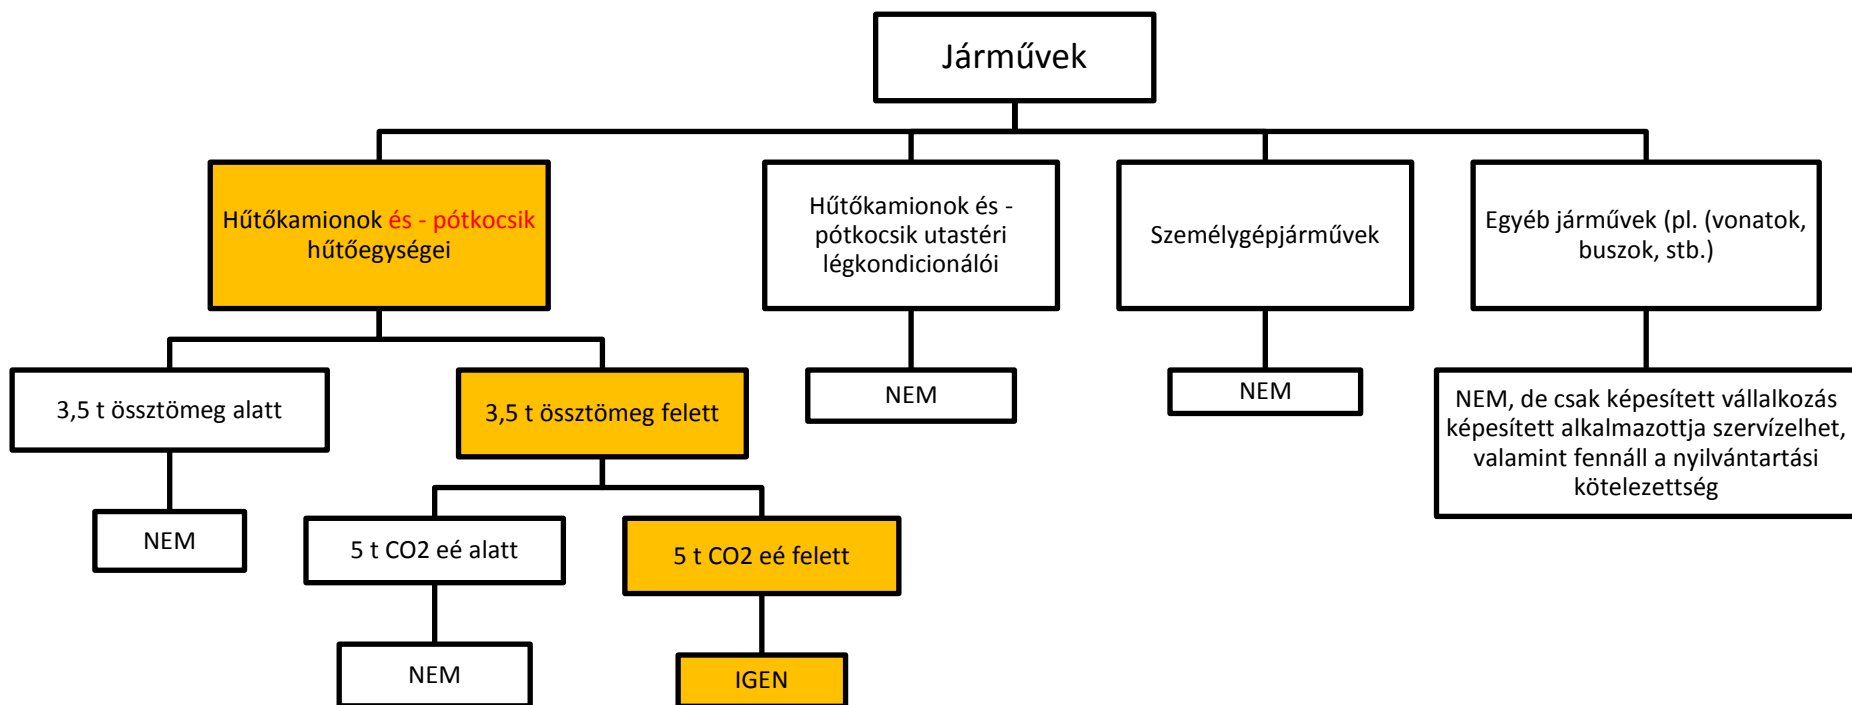 Járművek
Hűtőkamionok és - pótkocsik
hűtőegységei
Hűtőkamionok és -
pótkocsik utastéri
légkondicionálói
Személygépjárművek
Egyéb járművek (pl. (vonatok,
buszok, stb.)
3,5 t össztömeg alatt
3,5 t össztömeg felett
NEM
NEM
NEM, de csak képesített vállalkozás
képesített alkalmazottja szervízelhet,
valamint fennáll a nyilvántartási
kötelezettség
NEM
5 t CO2 eé alatt
5 t CO2 eé felett
NEM
IGEN